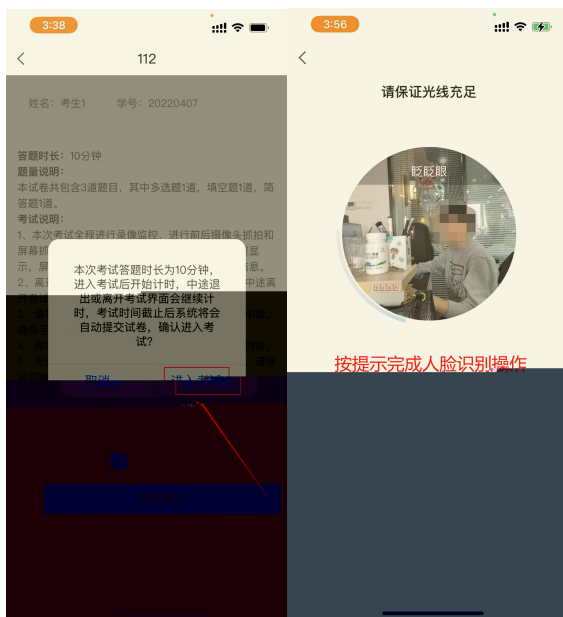 3:38
112
姓名：考生1 学号：20220407
答题时长：10分钟
题量说明：
本试卷共包含3道题目，其中多选题1道，填空题1道，简
答题1道。
考试说明：
1、本次考试全程进行录像监控，进行前后摄像头抓拍和
屏幕抓
示，屏
2、离开
中途离
本次考试答题时长为10分钟，
进入考试后开始计时，中途退
出或离开考试界面会继续计
时，考试时间截止后系统将会
自动提交试卷，确认进入考
试?
取消
进入考试
3:56
请保证光线充足
眨眨眼
按提示完成人脸识别操作